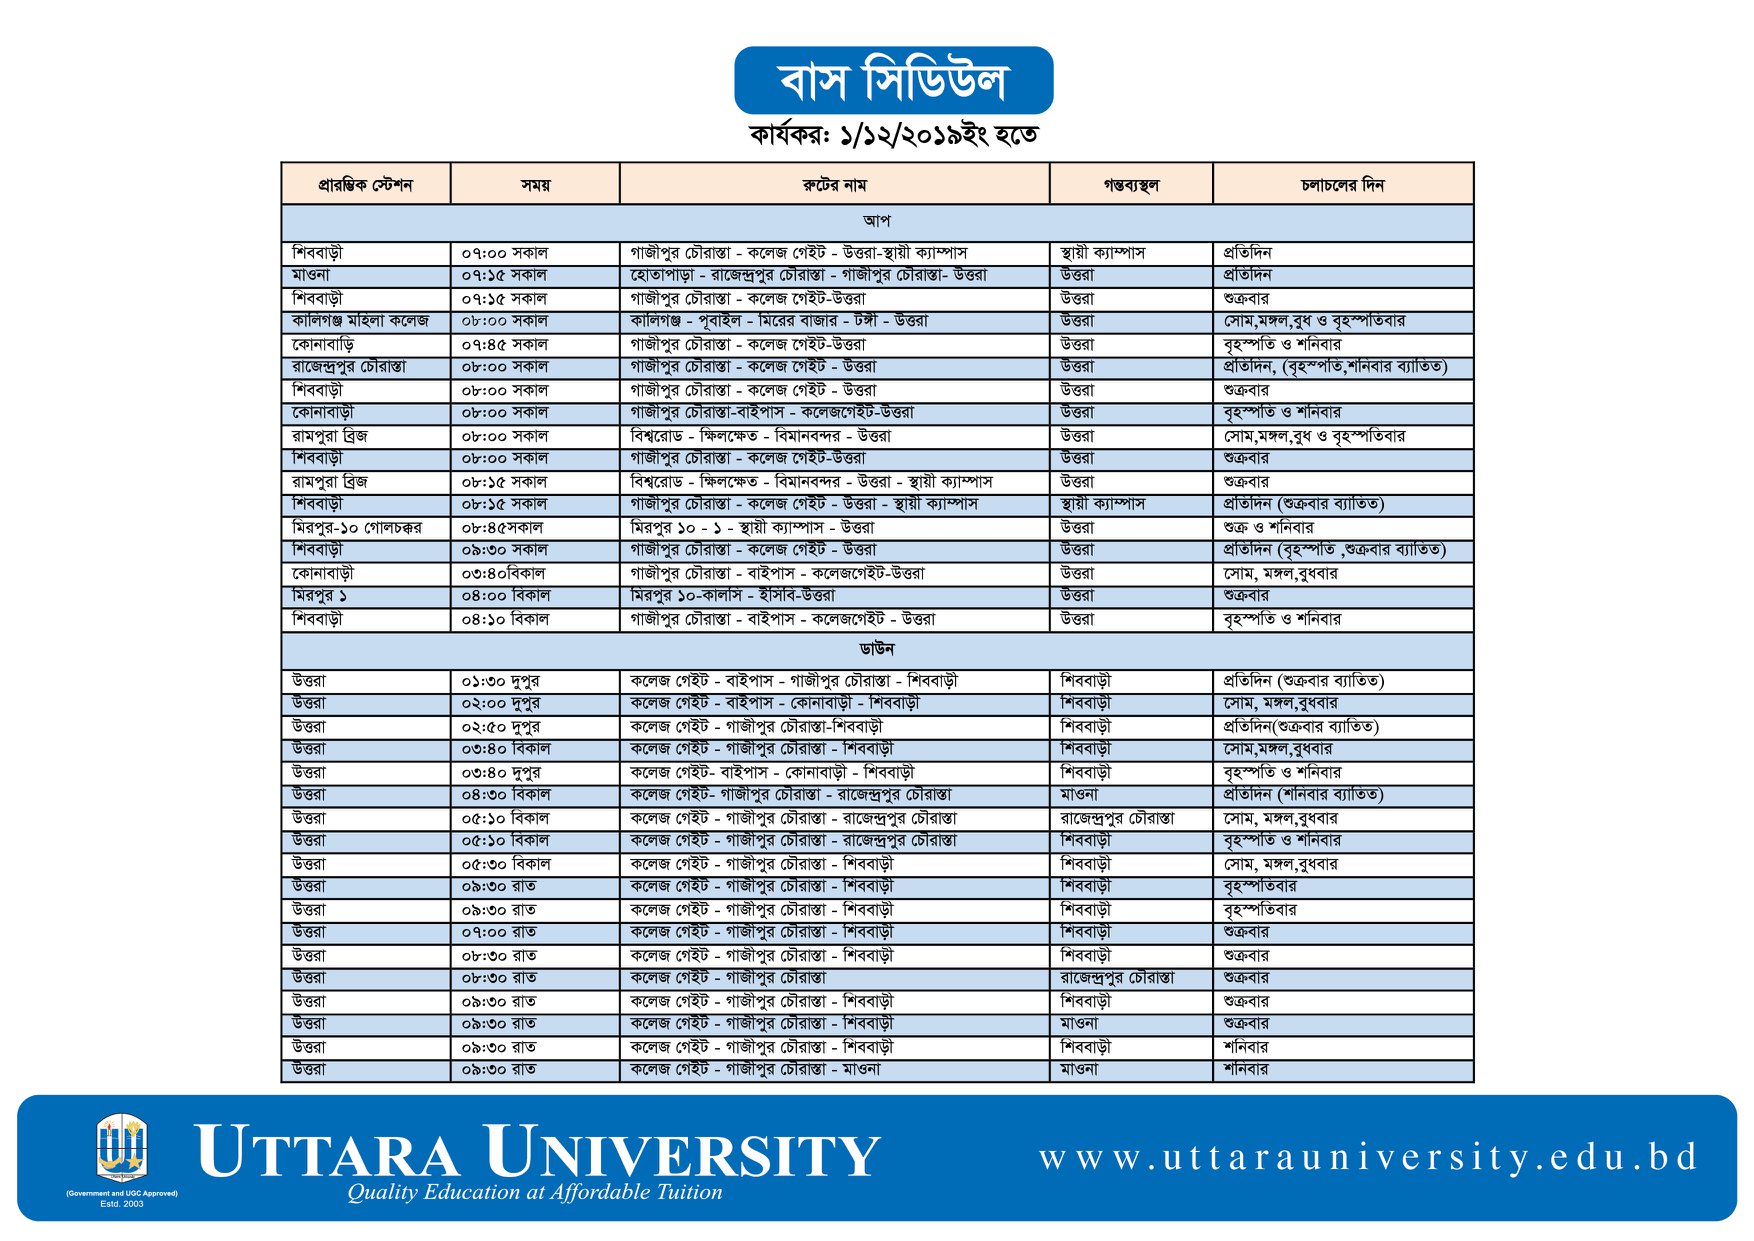 বাস সিডিউল
কার্যকর: ১/১২/২০১৯ইং হতে
প্রারম্ভিক স্টেশন সময় রুটের নাম গন্তব্যস্থল চলাচলের দিন
আপ
শিববাড়ী ০৭:০০ সকাল গাজীপুর চৌরাস্তা - কলেজ গেইট - উত্তরা-স্থায়ী ক্যাম্পাস স্থায়ী ক্যাম্পাস প্রতিদিন
মাওনা ০৭:১৫ সকাল হোতাপাড়া - রাজেন্দ্রপুর চৌরাস্তা - গাজীপুর চৌরাস্তা- উত্তরা উত্তরা প্রতিদিন
শিববাড়ী ০৭:১৫ সকাল গাজীপুর চৌরাস্তা - কলেজ গেইট-উত্তরা উত্তরা শুক্রবার
কালিগঞ্জ মহিলা কলেজ ০৮:০০ সকাল কালিগঞ্জ - পূবাইল - মিরের বাজার - টঙ্গী - উত্তরা উত্তরা সোম,মঙ্গল,বুধ ও বৃহস্পতিবার
কোনাবাড়ি ০৭:৪৫ সকাল গাজীপুর চৌরাস্তা - কলেজ গেইট-উত্তরা উত্তরা বৃহস্পতি ও শনিবার
রাজেন্দ্রপুর চৌরাস্তা ০৮:০০ সকাল গাজীপুর চৌরাস্তা - কলেজ গেইট - উত্তরা উত্তরা প্রতিদিন, (বৃহস্পতি,শনিবার ব্যাতিত)
শিববাড়ী ০৮:০০ সকাল গাজীপুর চৌরাস্তা - কলেজ গেইট - উত্তরা উত্তরা শুক্রবার
কোনাবাড়ী ০৮:০০ সকাল গাজীপুর চৌরাস্তা-বাইপাস - কলেজগেইট-উত্তরা উত্তরা বৃহস্পতি ও শনিবার
রামপুরা ব্রিজ ০৮:০০ সকাল বিশ্বরোড - ক্ষিলক্ষেত - বিমানবন্দর - উত্তরা উত্তরা সোম,মঙ্গল,বুধ ও বৃহস্পতিবার
শিববাড়ী ০৮:০০ সকাল গাজীপুর চৌরাস্তা - কলেজ গেইট-উত্তরা উত্তরা শুক্রবার
রামপুরা ব্রিজ ০৮:১৫ সকাল বিশ্বরোড - ক্ষিলক্ষেত - বিমানবন্দর - উত্তরা - স্থায়ী ক্যাম্পাস উত্তরা শুক্রবার
শিববাড়ী ০৮:১৫ সকাল গাজীপুর চৌরাস্তা - কলেজ গেইট - উত্তরা - স্থায়ী ক্যাম্পাস স্থায়ী ক্যাম্পাস প্রতিদিন (শুক্রবার ব্যাতিত)
মিরপুর-১০ গোলচক্কর ০৮:৪৫সকাল মিরপুর ১০ - ১ - স্থায়ী ক্যাম্পাস - উত্তরা উত্তরা শুক্র ও শনিবার
শিববাড়ী ০৯:৩০ সকাল গাজীপুর চৌরাস্তা - কলেজ গেইট - উত্তরা উত্তরা প্রতিদিন (বৃহস্পতি ,শুক্রবার ব্যাতিত)
কোনাবাড়ী ০৩:৪০বিকাল গাজীপুর চৌরাস্তা - বাইপাস - কলেজগেইট-উত্তরা উত্তরা সোম, মঙ্গল,বুধবার
মিরপুর ১ ০৪:০০ বিকাল মিরপুর ১০-কালসি - ইসিবি-উত্তরা উত্তরা শুক্রবার
শিববাড়ী ০৪:১০ বিকাল গাজীপুর চৌরাস্তা - বাইপাস - কলেজগেইট - উত্তরা উত্তরা বৃহস্পতি ও শনিবার
ডাউন
উত্তরা ০১:৩০ দুপুর কলেজ গেইট - বাইপাস - গাজীপুর চৌরাস্তা - শিববাড়ী শিববাড়ী প্রতিদিন (শুক্রবার ব্যাতিত)
উত্তরা ০২:০০ দুপুর কলেজ গেইট - বাইপাস - কোনাবাড়ী - শিববাড়ী শিববাড়ী সোম, মঙ্গল,বুধবার
উত্তরা ০২:৫০ দুপুর কলেজ গেইট - গাজীপুর চৌরাস্তা-শিববাড়ী শিববাড়ী প্রতিদিন(শুক্রবার ব্যাতিত)
উত্তরা ০৩:৪০ বিকাল কলেজ গেইট - গাজীপুর চৌরাস্তা - শিববাড়ী শিববাড়ী সোম,মঙ্গল,বুধবার
উত্তরা ০৩:৪০ দুপুর কলেজ গেইট- বাইপাস - কোনাবাড়ী - শিববাড়ী শিববাড়ী বৃহস্পতি ও শনিবার
উত্তরা ০৪:৩০ বিকাল কলেজ গেইট- গাজীপুর চৌরাস্তা - রাজেন্দ্রপুর চৌরাস্তা মাওনা প্রতিদিন (শনিবার ব্যাতিত)
উত্তরা ০৫:১০ বিকাল কলেজ গেইট - গাজীপুর চৌরাস্তা - রাজেন্দ্রপুর চৌরাস্তা রাজেন্দ্রপুর চৌরাস্তা সোম, মঙ্গল,বুধবার
উত্তরা ০৫:১০ বিকাল কলেজ গেইট - গাজীপুর চৌরাস্তা - রাজেন্দ্রপুর চৌরাস্তা শিববাড়ী বৃহস্পতি ও শনিবার
উত্তরা ০৫:৩০ বিকাল কলেজ গেইট - গাজীপুর চৌরাস্তা - শিববাড়ী শিববাড়ী সোম, মঙ্গল,বুধবার
উত্তরা ০৯:৩০ রাত কলেজ গেইট - গাজীপুর চৌরাস্তা - শিববাড়ী শিববাড়ী বৃহস্পতিবার
উত্তরা ০৯:৩০ রাত কলেজ গেইট - গাজীপুর চৌরাস্তা - শিববাড়ী শিববাড়ী বৃহস্পতিবার
উত্তরা ০৭:০০ রাত কলেজ গেইট - গাজীপুর চৌরাস্তা - শিববাড়ী শিববাড়ী শুক্রবার
উত্তরা ০৮:৩০ রাত কলেজ গেইট - গাজীপুর চৌরাস্তা - শিববাড়ী শিববাড়ী শুক্রবার
উত্তরা ০৮:৩০ রাত কলেজ গেইট - গাজীপুর চৌরাস্তা রাজেন্দ্রপুর চৌরাস্তা শুক্রবার
উত্তরা ০৯:৩০ রাত কলেজ গেইট - গাজীপুর চৌরাস্তা - শিববাড়ী শিববাড়ী শুক্রবার
উত্তরা ০৯:৩০ রাত কলেজ গেইট - গাজীপুর চৌরাস্তা - শিববাড়ী মাওনা শুক্রবার
উত্তরা ০৯:৩০ রাত কলেজ গেইট - গাজীপুর চৌরাস্তা - শিববাড়ী শিববাড়ী শনিবার
উত্তরা ০৯:৩০ রাত কলেজ গেইট - গাজীপুর চৌরাস্তা - মাওনা মাওনা শনিবার
UTTARA UNIVERSITY
Quality Education at Affordable Tuition
(Government and UGC Approved)
Estd. 2003
www.uttarauniversity.edu.bd